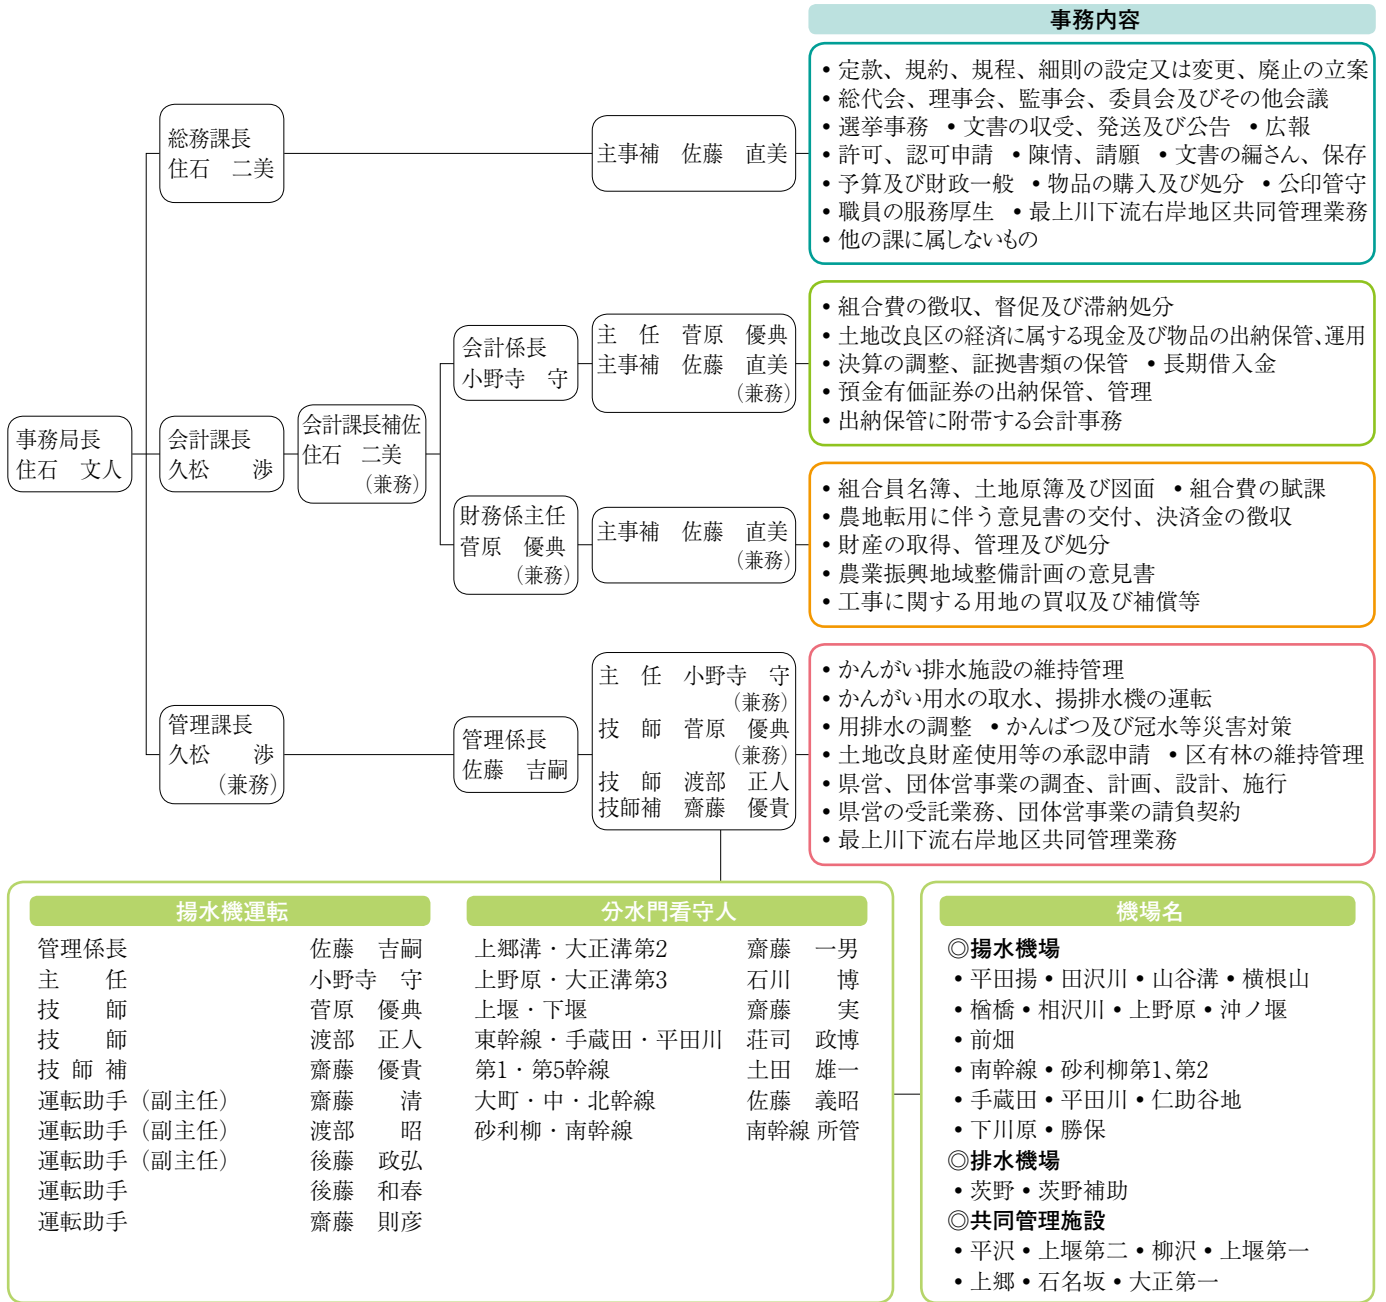 事務内容
総務課長
住石　二美
主事補　佐藤　直美
• 定款、規約、規程、細則の設定又は変更、廃止の立案
• 総代会、理事会、監事会、委員会及びその他会議
• 選挙事務 • 文書の収受、発送及び公告 • 広報
• 許可、認可申請 • 陳情、請願 • 文書の編さん、保存
• 予算及び財政一般 • 物品の購入及び処分 • 公印管守
• 職員の服務厚生 • 最上川下流右岸地区共同管理業務
• 他の課に属しないもの
事務局長
住石　文人
会計課長
久松　渉
会計課長補佐
住石　二美
（兼務）
会計係長
小野寺　守
主　任　菅原　優典
主事補　佐藤　直美
（兼務）
• 組合費の徴収、督促及び滞納処分
• 土地改良区の経済に属する現金及び物品の出納保管、運用
• 決算の調整、証拠書類の保管 • 長期借入金
• 預金有価証券の出納保管、管理
• 出納保管に附帯する会計事務
財務係主任
菅原　優典
（兼務）
主事補　佐藤　直美
（兼務）
• 組合員名簿、土地原簿及び図面 • 組合費の賦課
• 農地転用に伴う意見書の交付、決済金の徴収
• 財産の取得、管理及び処分
• 農業振興地域整備計画の意見書
• 工事に関する用地の買収及び補償等
管理課長
久松　渉
（兼務）
管理係長
佐藤　吉嗣
主　任　小野寺　守
（兼務）
技　師　菅原　優典
（兼務）
技　師　渡部　正人
技師補　齋藤　優貴
• かんがい排水施設の維持管理
• かんがい用水の取水、揚排水機の運転
• 用排水の調整 • かんばつ及び冠水等災害対策
• 土地改良財産使用等の承認申請 • 区有林の維持管理
• 県営、団体営事業の調査、計画、設計、施行
• 県営の受託業務、団体営事業の請負契約
• 最上川下流右岸地区共同管理業務
揚水機運転
管理係長　佐藤　吉嗣
主　任　小野寺　守
技　師　菅原　優典
技　師　渡部　正人
技 師 補　齋藤　優貴
運転助手（副主任）　齋藤　清
運転助手（副主任）　渡部　昭
運転助手（副主任）　後藤　政弘
運転助手　後藤　和春
運転助手　齋藤　則彦
分水門看守人
上郷溝・大正溝第2　齋藤　一男
上野原・大正溝第3　石川　博
上堰・下堰　齋藤　実
東幹線・手蔵田・平田川　荘司　政博
第1・第5幹線　土田　雄一
大町・中・北幹線　佐藤　義昭
砂利柳・南幹線　南幹線 所管
機場名
◎揚水機場
• 平田揚 • 田沢川 • 山谷溝 • 横根山
• 楢橋 • 相沢川 • 上野原 • 沖ノ堰
• 前畑
• 南幹線 • 砂利柳第1、第2
• 手蔵田 • 平田川 • 仁助谷地
• 下川原 • 勝保
◎排水機場
• 茨野 • 茨野補助
◎共同管理施設
• 平沢 • 上堰第二 • 柳沢 • 上堰第一
• 上郷 • 石名坂 • 大正第一